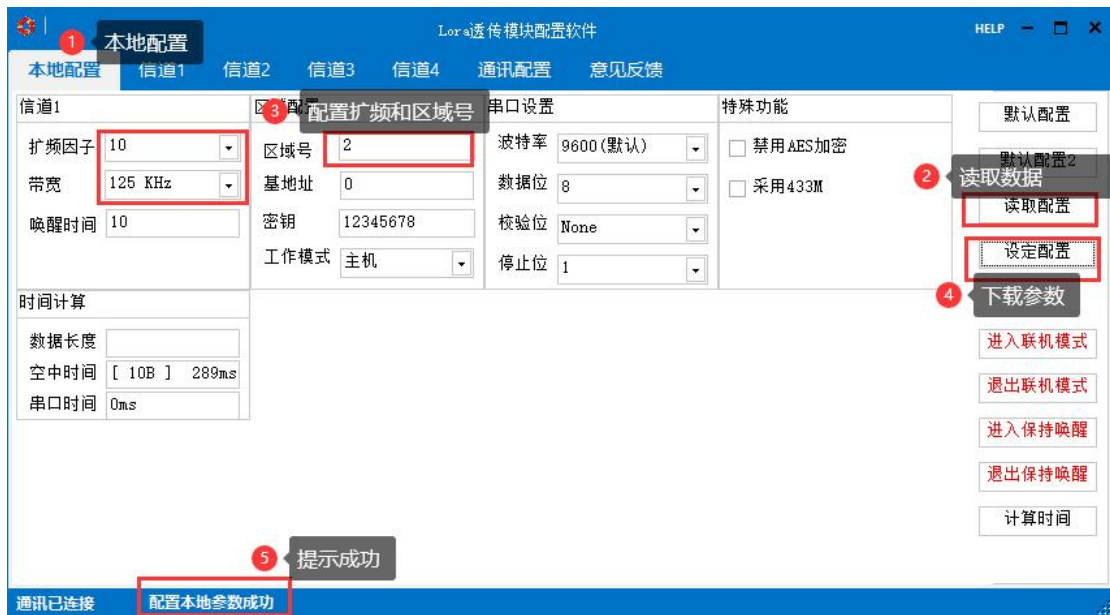 Lora透传模块配置软件
HELP
1 本地配置
本地配置 信道1 信道2 信道3 信道4 通讯配置 意见反馈
信道1
扩频因子 10
带宽 125 KHz
唤醒时间 10
3 配置扩频和区域号
区域号 2
基地址 0
密钥 12345678
工作模式 主机
串口设置
波特率 9600(默认)
数据位 8
校验位 None
停止位 1
特殊功能
禁用AES加密
采用433M
默认配置
默认配置2
2 读取数据
读取配置
设定配置
4 下载参数
进入联机模式
退出联机模式
进入保持唤醒
退出保持唤醒
计算时间
时间计算
数据长度
空中时间 [ 10B ] 289ms
串口时间 0ms
5 提示成功
通讯已连接 配置本地参数成功